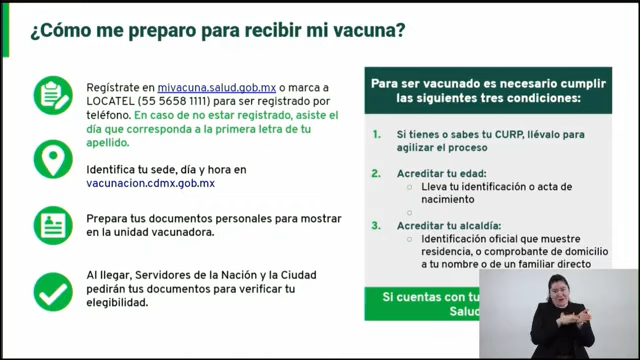 ¿Cómo me preparo para recibir mi vacuna?
Regístrate en mivacuna.salud.gob.mx o marca a
LOCATEL (55 5658 1111) para ser registrado por
teléfono. En caso de no estar registrado, asiste el
día que corresponda a la primera letra de tu
apellido.
Identifica tu sede, día y hora en
vacunacion.cdmx.gob.mx
Prepara tus documentos personales para mostrar
en la unidad vacunadora.
Al llegar, Servidores de la Nación y la Ciudad
pedirán tus documentos para verificar tu
elegibilidad.
Para ser vacunado es necesario cumplir
las siguientes tres condiciones:
1. Si tienes o sabes tu CURP, llévalo para
agilizar el proceso
2. Acreditar tu edad:
○ Lleva tu identificación o acta de
nacimiento
○
3. Acreditar tu alcaldía:
○ Identificación oficial que muestre
residencia, o comprobante de domicilio
a tu nombre o de un familiar directo
Si cuentas con tu
Salu